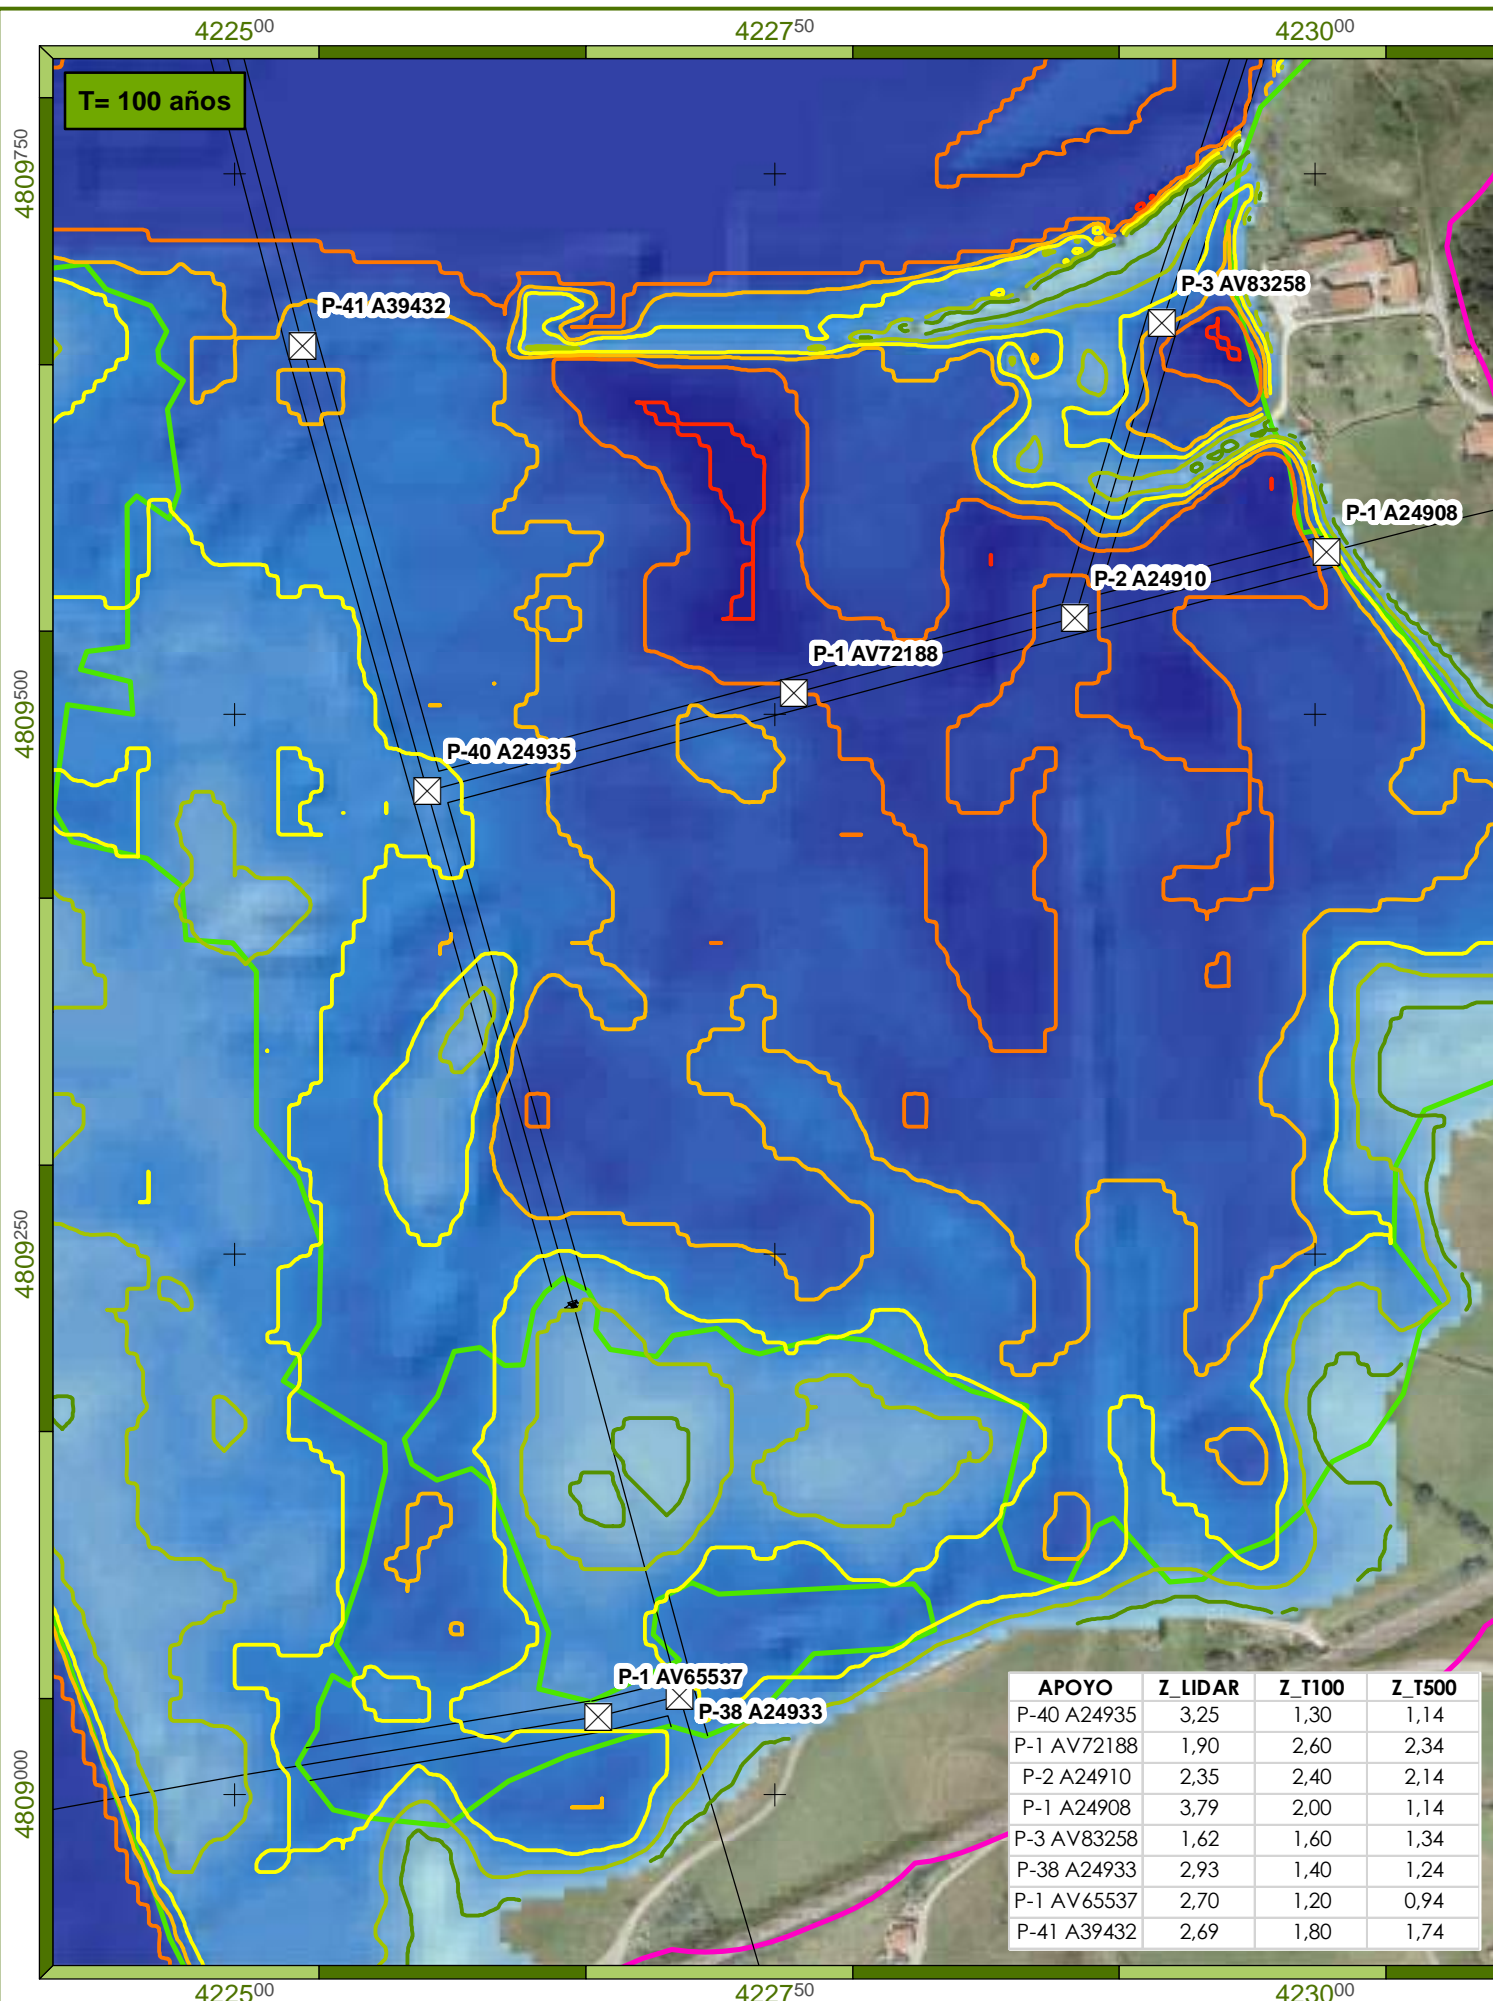 422500 422750 423000
T= 100 años
4809750
P-3 AV83258
P-41 A39432
P-1 A24908
P-2 A24910
P-1 AV72188
4809500
P-40 A24935
4809250
P-1 AV65537
P-38 A24933
4809000
APOYO Z_LIDAR Z_T100 Z_T500
P-40 A24935 3,25 1,30 1,14
P-1 AV72188 1,90 2,60 2,34
P-2 A24910 2,35 2,40 2,14
P-1 A24908 3,79 2,00 1,14
P-3 AV83258 1,62 1,60 1,34
P-38 A24933 2,93 1,40 1,24
P-1 AV65537 2,70 1,20 0,94
P-41 A39432 2,69 1,80 1,74
422500 422750 423000